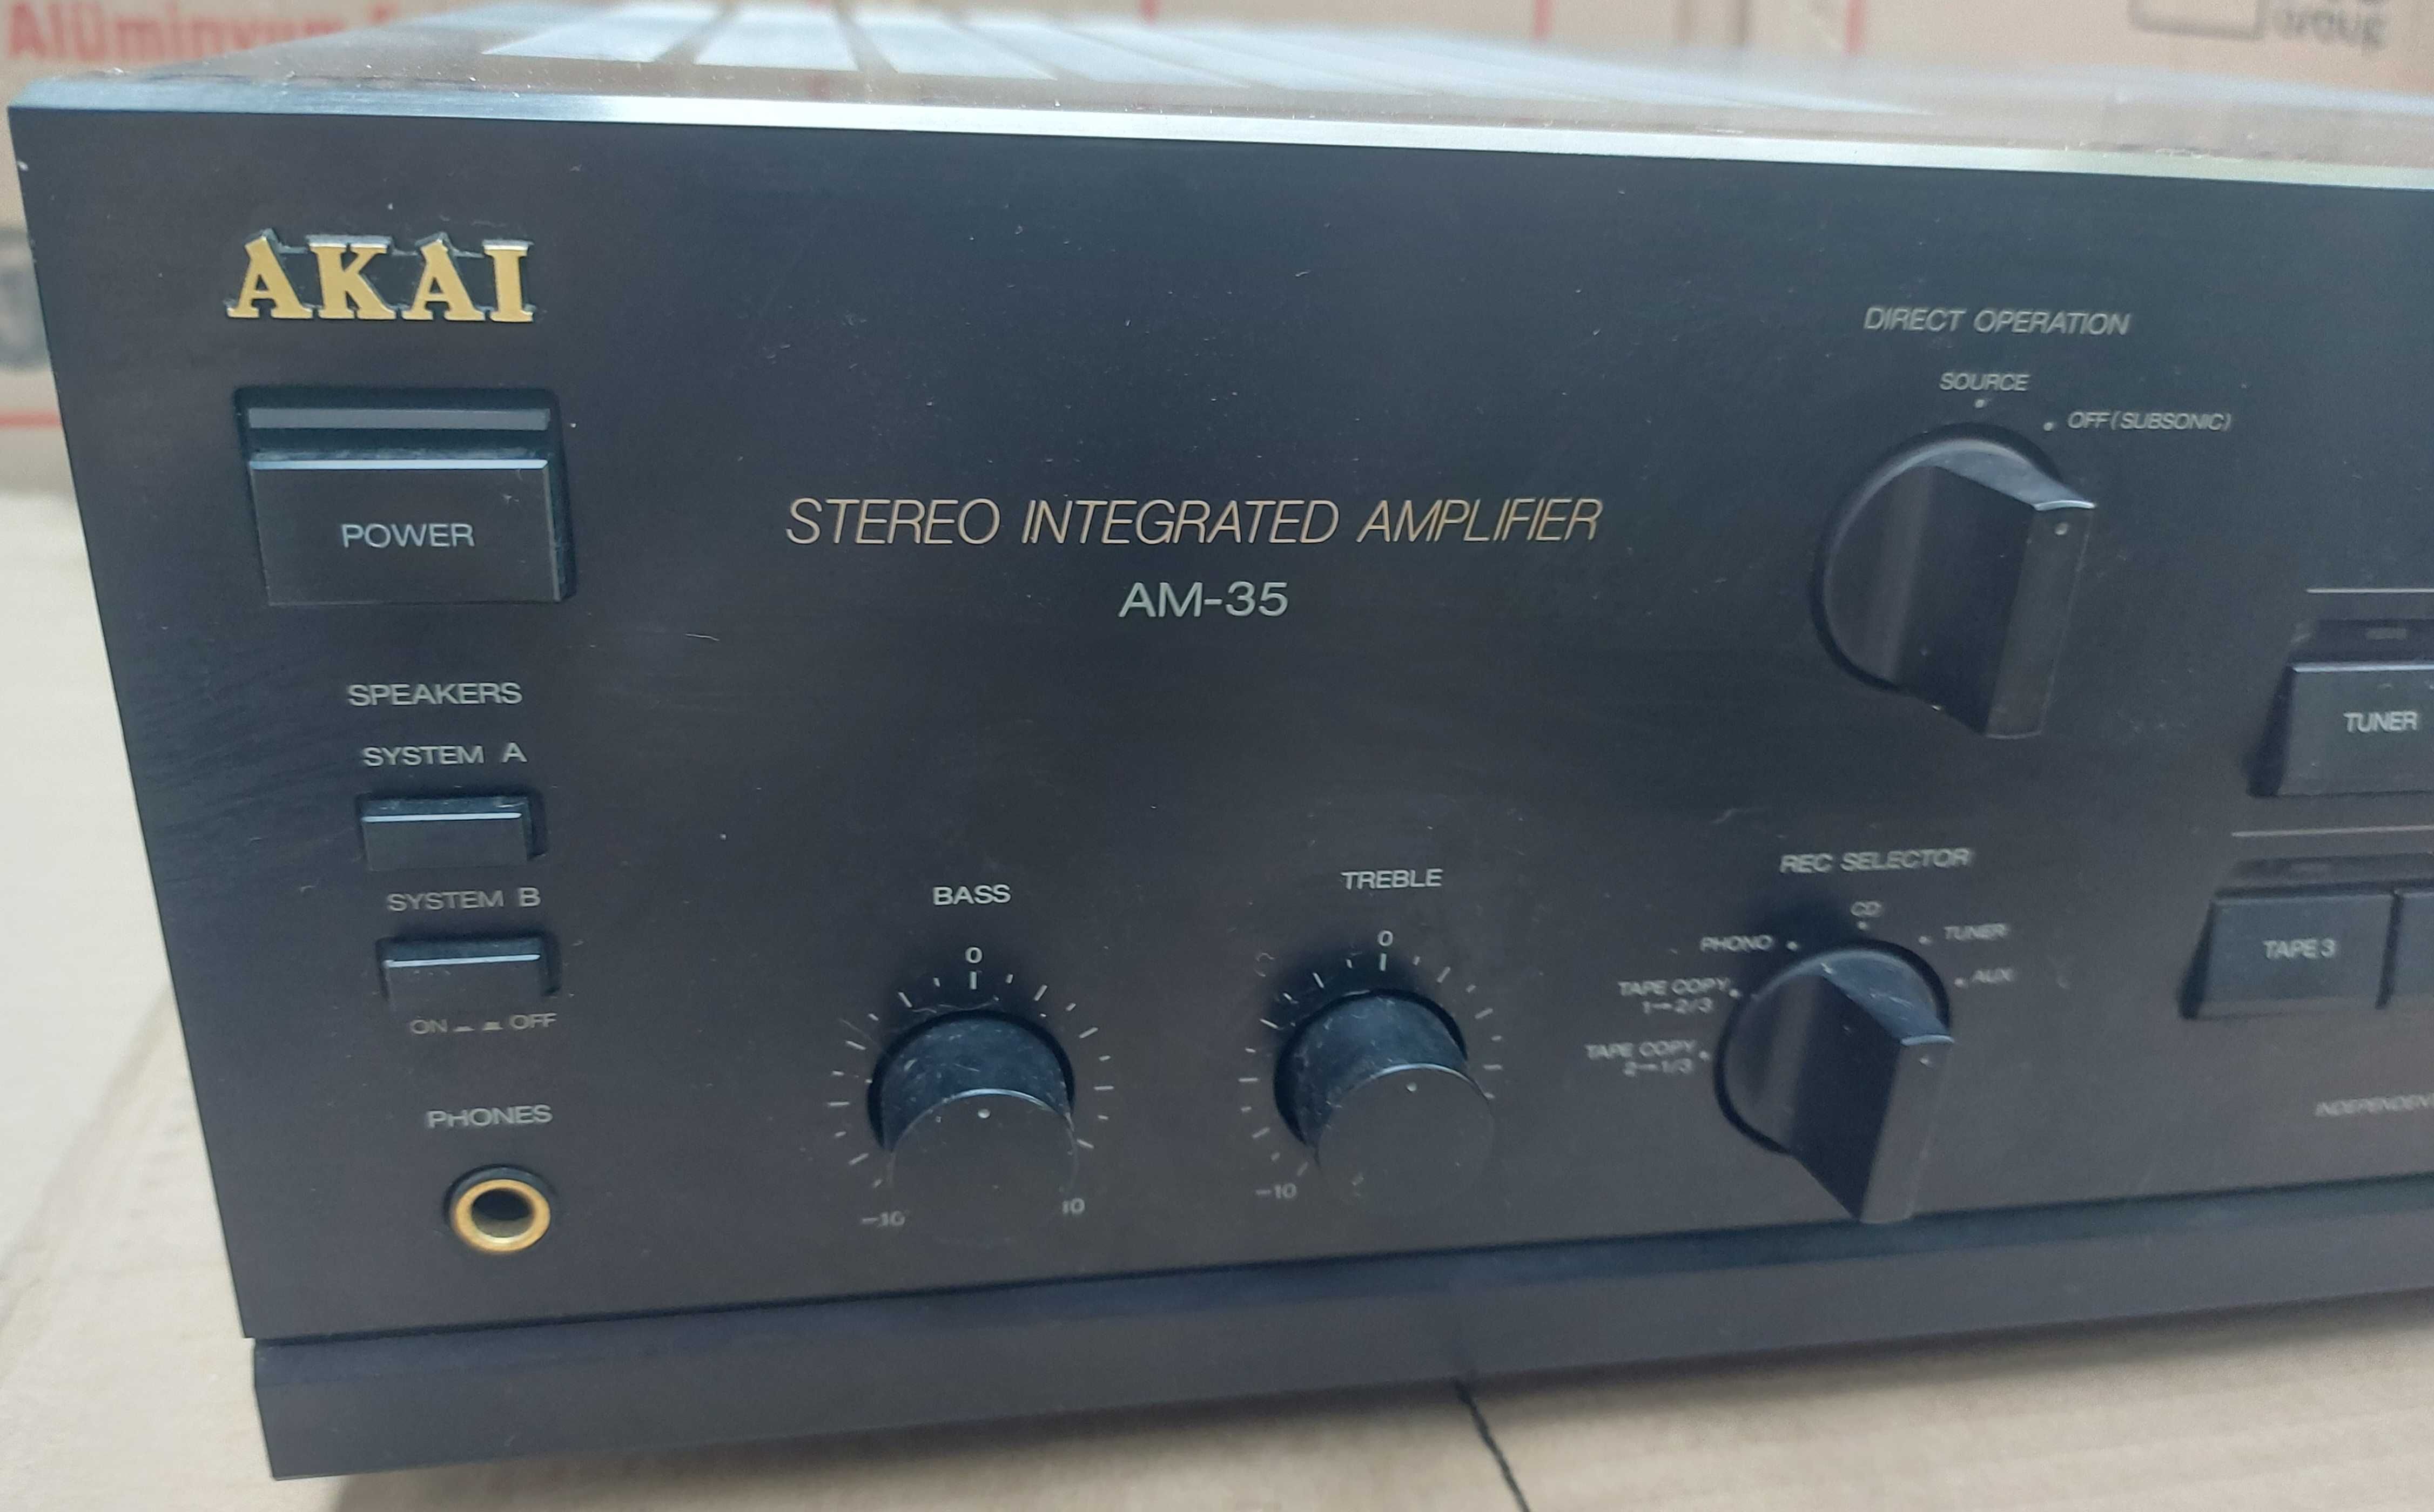 Alüminyum
Group
AKAI
POWER
STEREO INTEGRATED AMPLIFIER
AM-35
DIRECT OPERATION
SOURCE
OFF (SUBSONIC)
TUNER
SPEAKERS
SYSTEM A
SYSTEM B
ON OFF
PHONES
BASS
0
-10 10
TREBLE
0
-10
REC SELECTOR
CD
PHONO TUNER
TAPE COPY AUX
1→2/3
TAPE COPY
2→1/3
TAPE 3